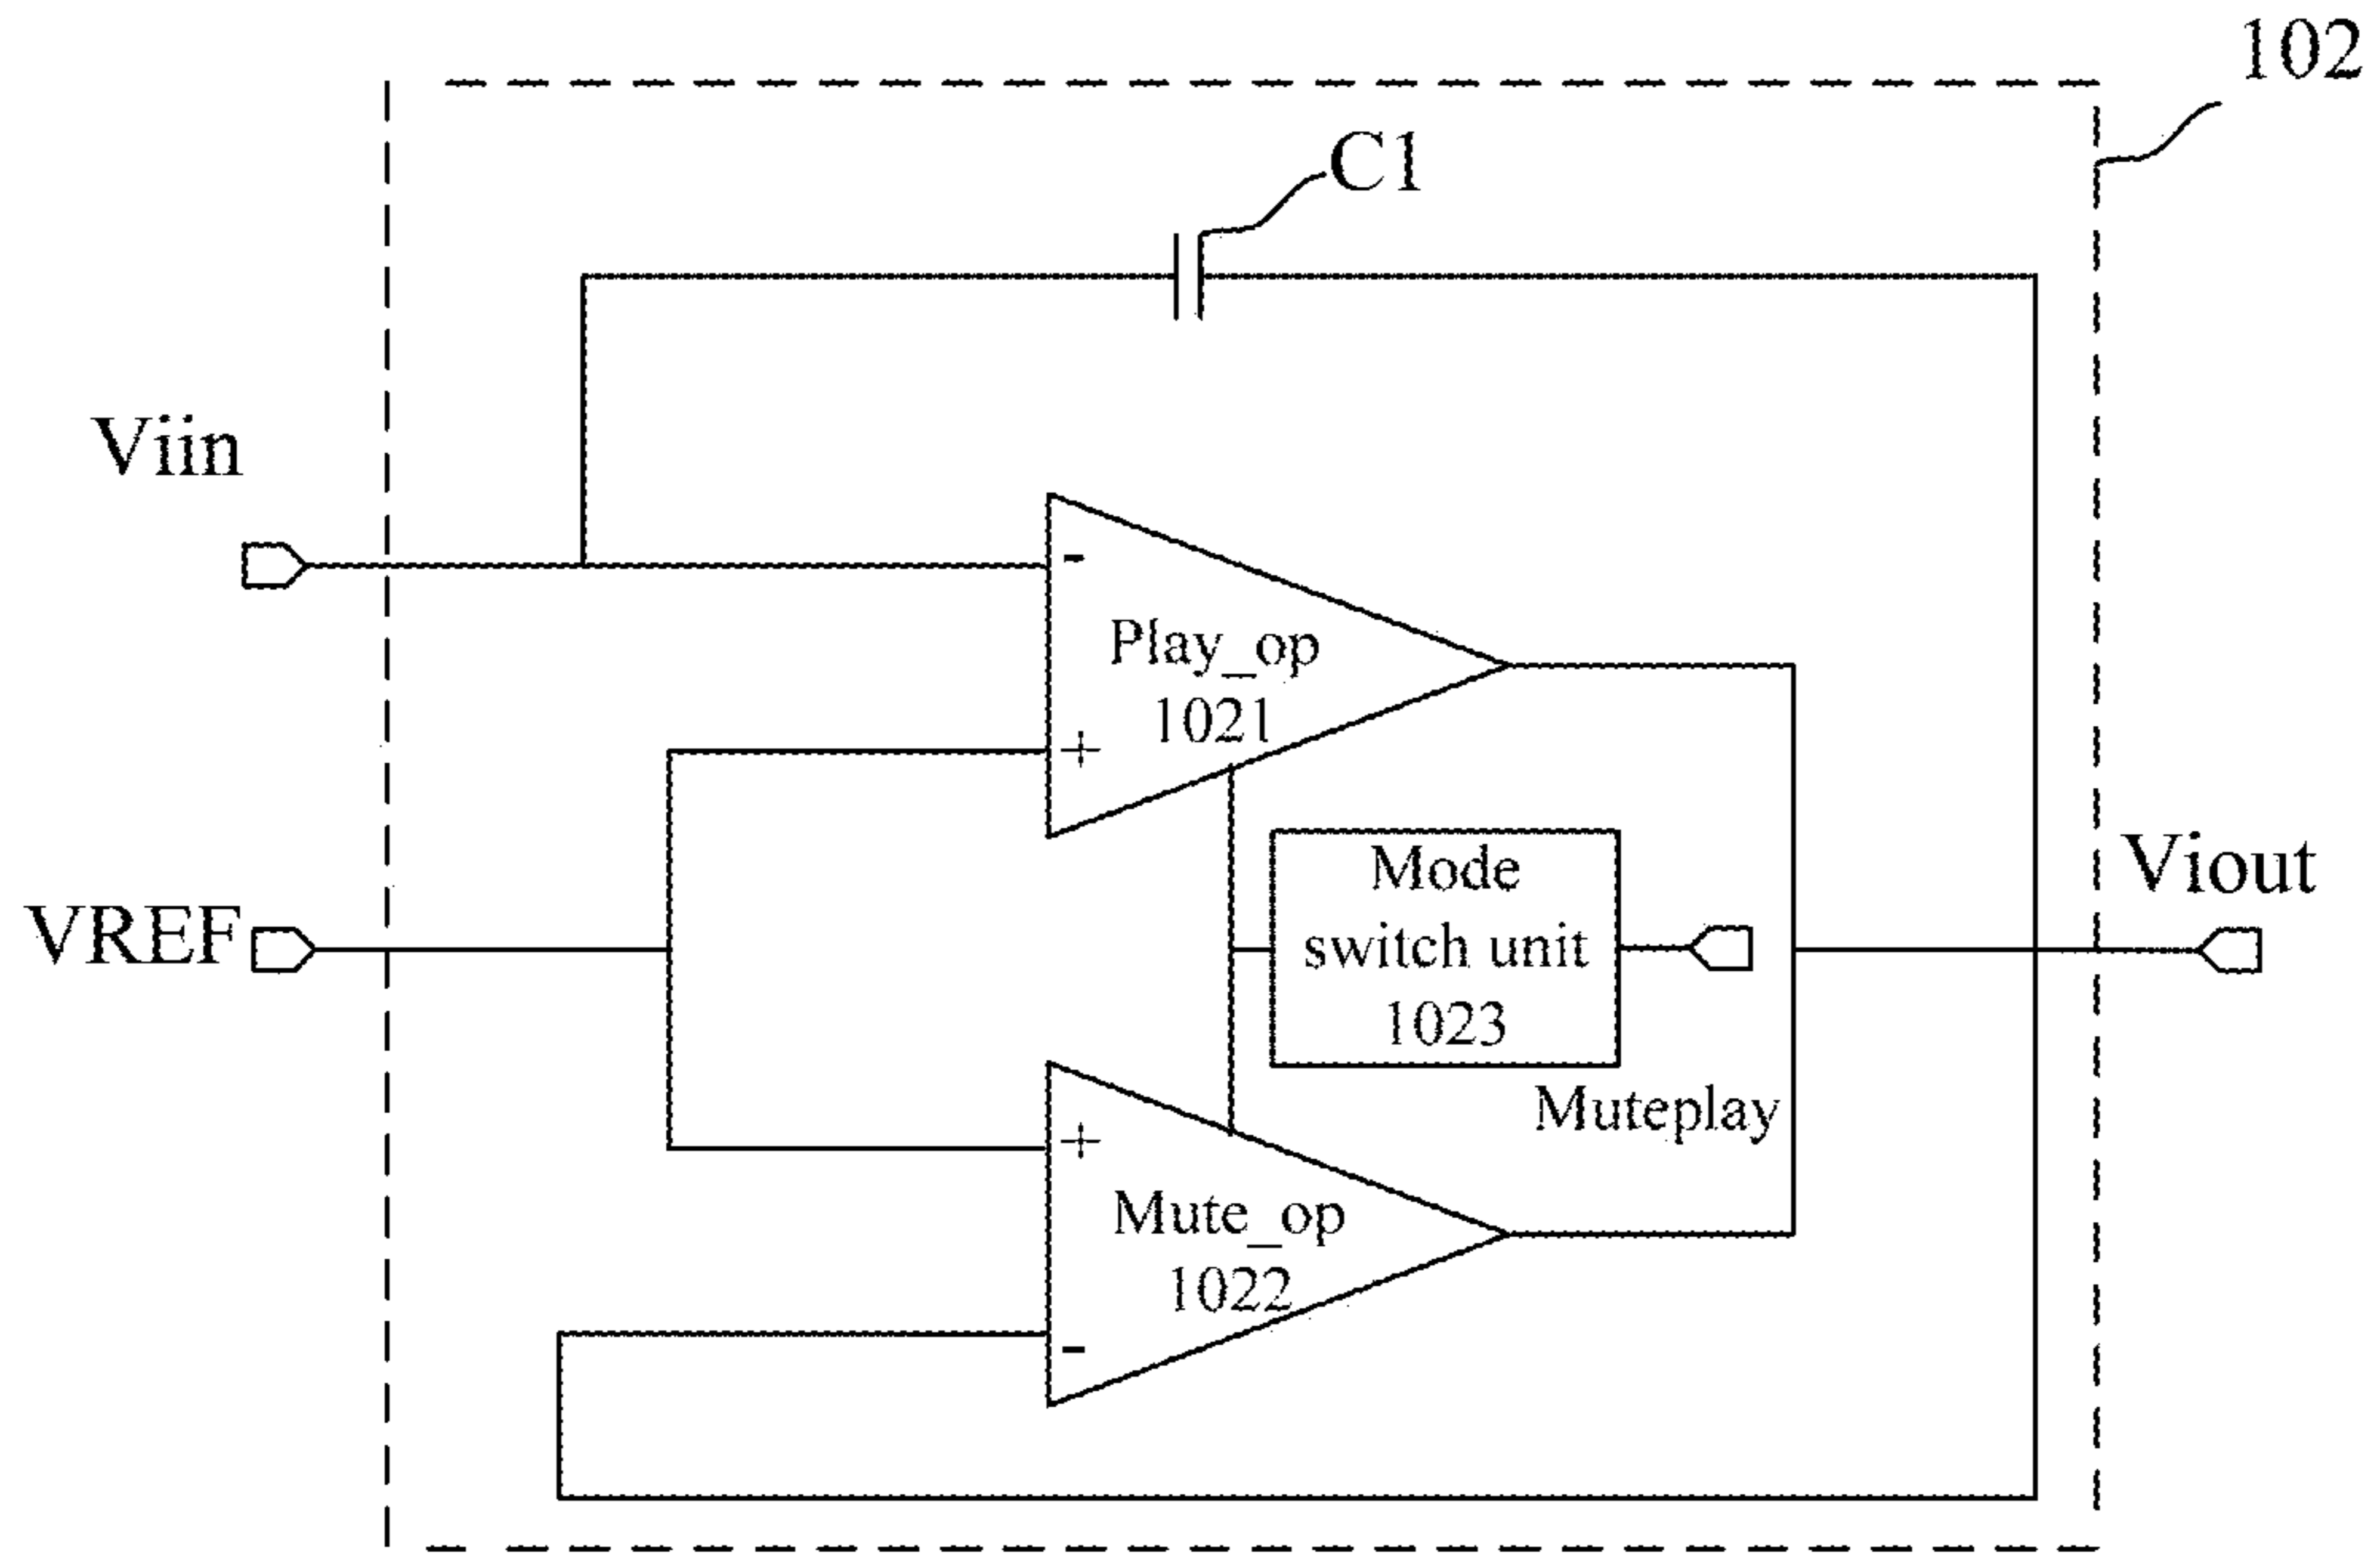 102
C1
Viin
-
Play_op
1021
+
Mode
switch unit
1023
Viout
VREF
Muteplay
+
Mute_op
1022
-